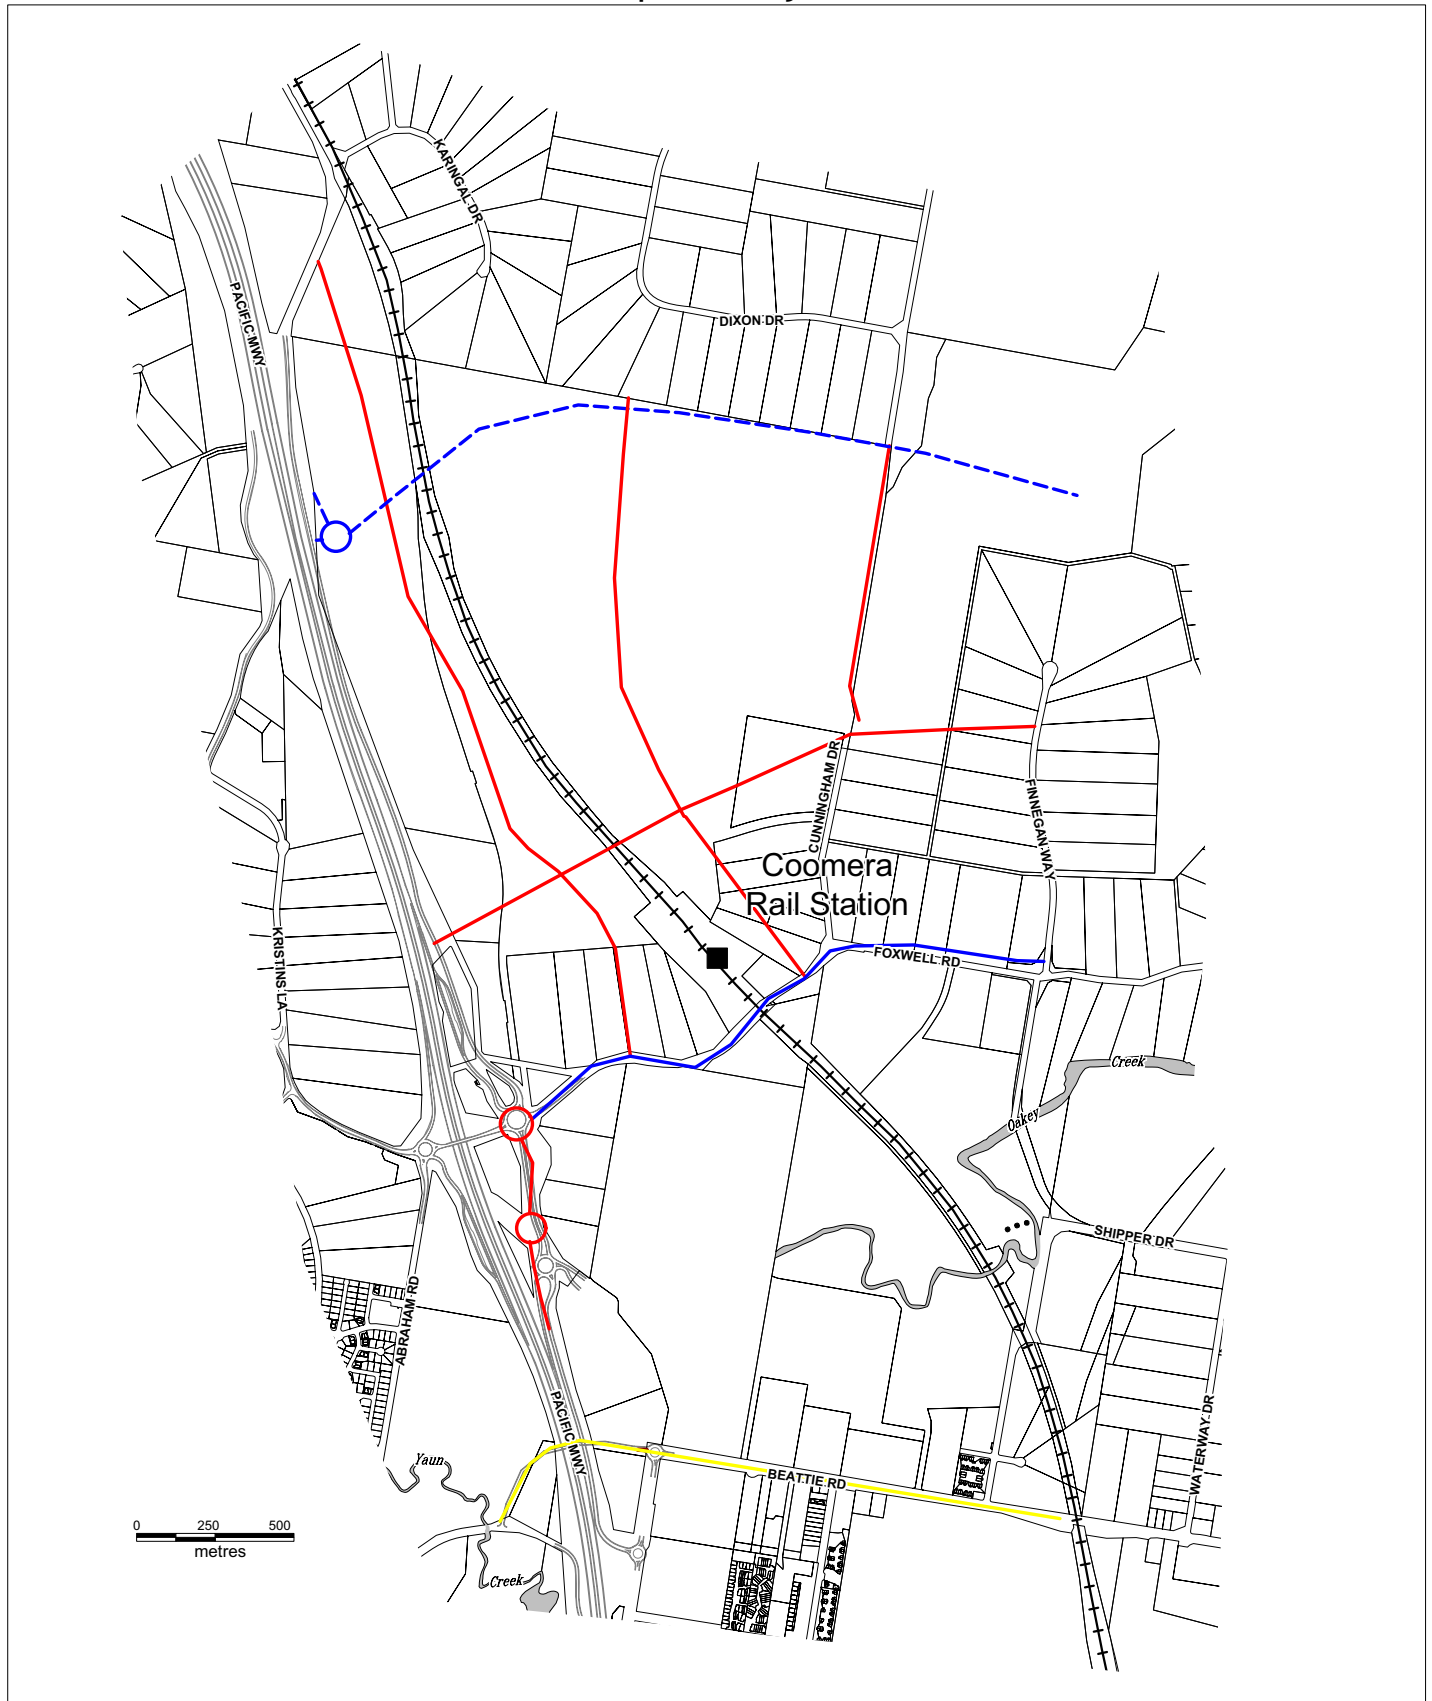 KARINGAL DR
PACIFIC MWY
DIXON DR
CUNNINGHAM DR
FINNEGAN WAY
Coomera
Rail Station
FOXWELL RD
KRISTINS LA
Creek
Oakey
SHIPPER DR
ABRAHAM RD
PACIFIC MWY
WATERWAY DR
Yaun
BEATTIE RD
0 250 500
metres
Creek